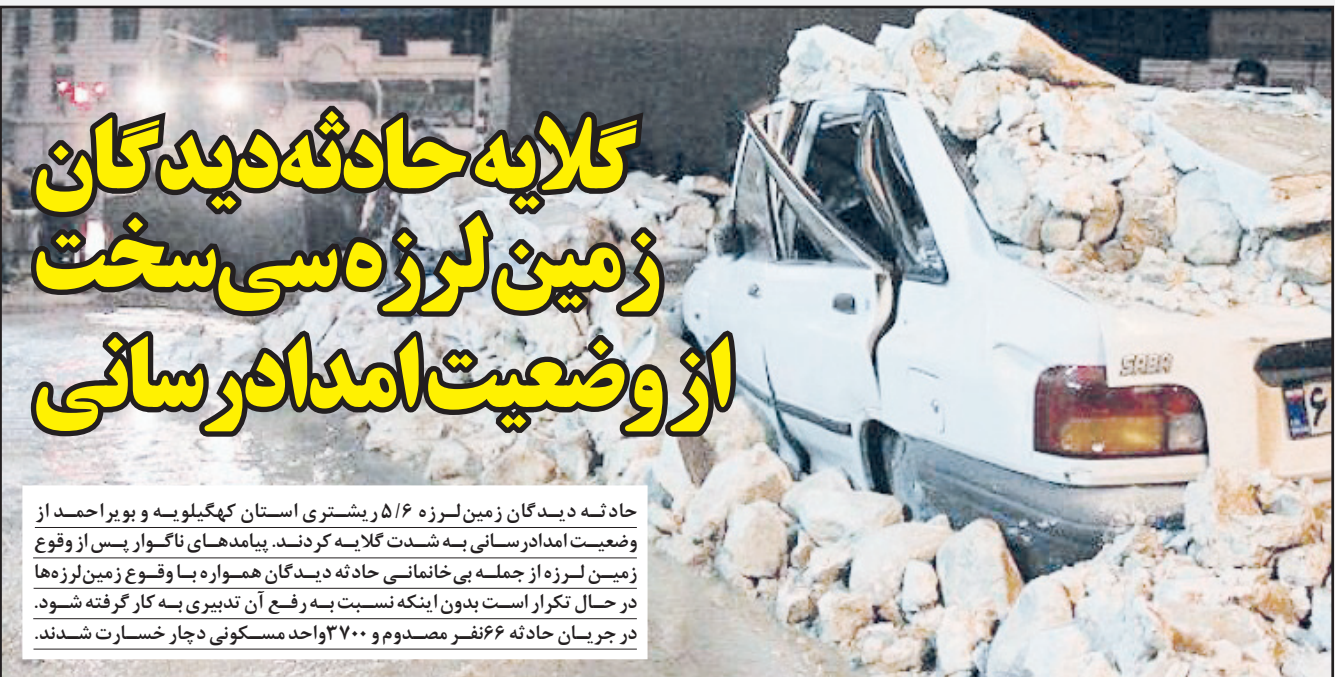 گلایه حادثه‌دیدگان
زمین‌لرزه سی‌سخت
از وضعیت امدادرسانی
SABA
۶
حادثه دیدگان زمین‌لرزه ۵/۶ ریشتری استان کهگیلویه و بویراحمد از
وضعیت امدادرسانی به شدت گلایه کردند. پیامدهای ناگوار پس از وقوع
زمین لرزه از جمله بی‌خانمانی حادثه دیدگان همواره با وقوع زمین‌لرزه‌ها
در حال تکرار است بدون اینکه نسبت به رفع آن تدبیری به کار گرفته شود.
در جریان حادثه ۶۶نفر مصدوم و ۳۷۰۰واحد مسکونی دچار خسارت شدند.